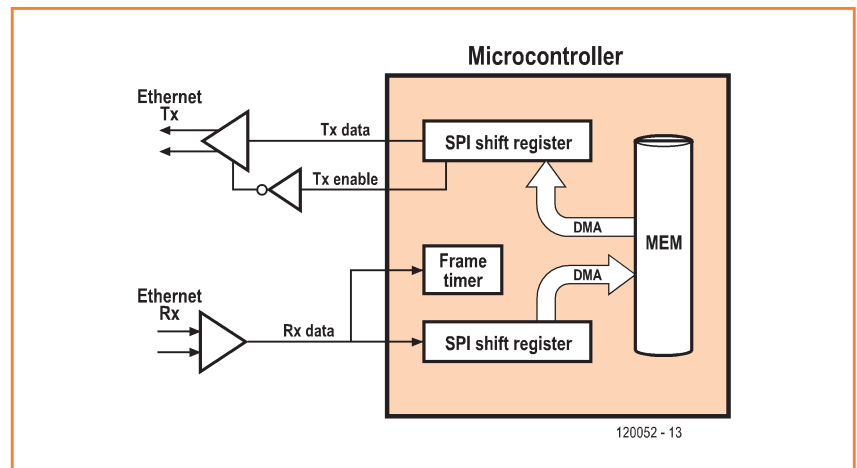 Microcontroller
Ethernet
Tx
Tx data
SPI shift register
Tx enable
DMA
MEM
Frame
timer
DMA
Ethernet
Rx
Rx data
SPI shift register
120052 - 13